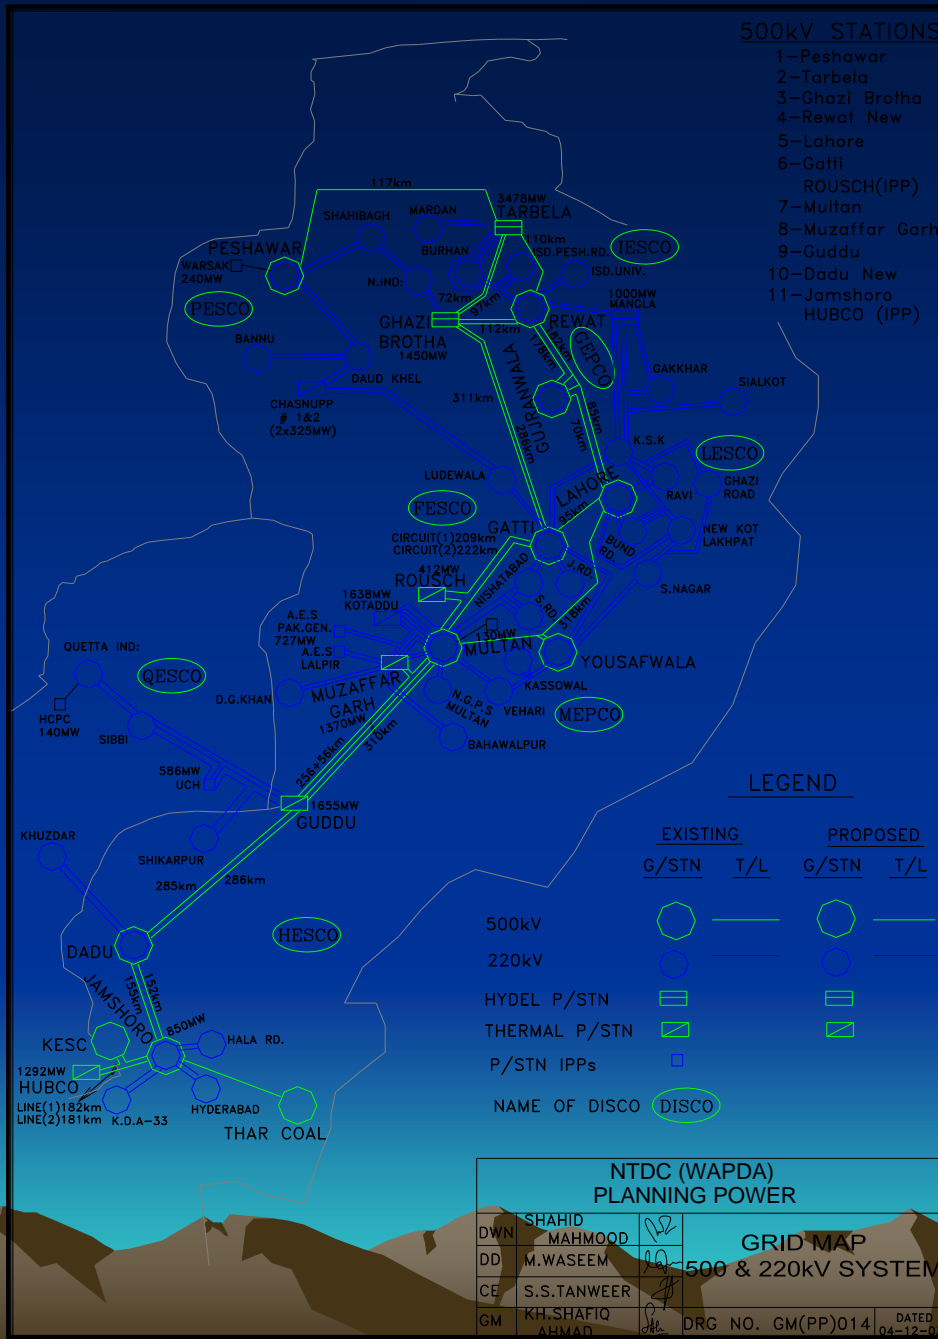 500kV STATIONS
1-Peshawar
2-Tarbela
3-Ghazi Brotha
4-Rewat New
5-Lahore
6-Gatti
ROUSCH(IPP)
7-Multan
8-Muzaffar Garh
9-Guddu
10-Dadu New
11-Jamshoro
HUBCO (IPP)
117km
SHAHIBAGH
MARDAN
3478MW
TARBELA
PESHAWAR
WARSAK
240MW
BURHAN
110km
ISD.PESH.RD.
IESCO
ISD.UNIV.
N.IND:
PESCO
72km
97km
1000MW
MANGLA
GHAZI
BROTHA
1450MW
112km
REWAT
BANNU
DAUD KHEL
182km
178km
GEPCO
GAKKHAR
SIALKOT
CHASNUPP
# 1&2
(2x325MW)
311km
286km
GUJRANWALA
85km
70km
K.S.K
LESCO
LUDEWALA
LAHORE
RAVI
GHAZI
ROAD
FESCO
GATTI
95km
CIRCUIT(1)209km
CIRCUIT(2)222km
BUND
RD.
NEW KOT
LAKHPAT
412MW
ROUSCH
NISHATABAD
J.RD.
S.NAGAR
1638MW
KOTADDU
S.RD
318km
A.E.S
PAK.GEN.
727MW
A.E.S
LALPIR
130MW
MULTAN
YOUSAFWALA
QUETTA IND:
QESCO
D.G.KHAN
MUZAFFAR
GARH
1370MW
N.G.P.S
MULTAN
KASSOWAL
VEHARI
MEPCO
HCPC
140MW
SIBBI
BAHAWALPUR
256+56km
310km
586MW
UCH
1655MW
GUDDU
LEGEND
KHUZDAR
SHIKARPUR
EXISTING
PROPOSED
G/STN
T/L
G/STN
T/L
285km
286km
500kV
220kV
HYDEL P/STN
THERMAL P/STN
P/STN IPPs
NAME OF DISCO
DISCO
HESCO
DADU
JAMSHORO
152km
155km
850MW
KESC
HALA RD.
1292MW
HUBCO
LINE(1)182km
LINE(2)181km
K.D.A-33
HYDERABAD
THAR COAL
NTDC (WAPDA)
PLANNING POWER
DWN
SHAHID
MAHMOOD
DD
M.WASEEM
CE
S.S.TANWEER
GM
KH.SHAFIQ
AHMAD
GRID MAP
500 & 220kV SYSTEM
DRG NO. GM(PP)014
DATED